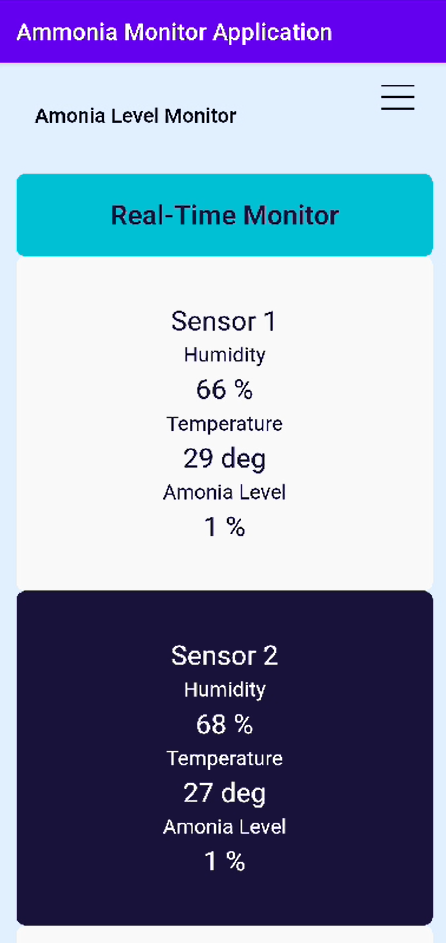 Ammonia Monitor Application
Amonia Level Monitor
Real-Time Monitor
Sensor 1
Humidity
66 %
Temperature
29 deg
Amonia Level
1 %
Sensor 2
Humidity
68 %
Temperature
27 deg
Amonia Level
1 %